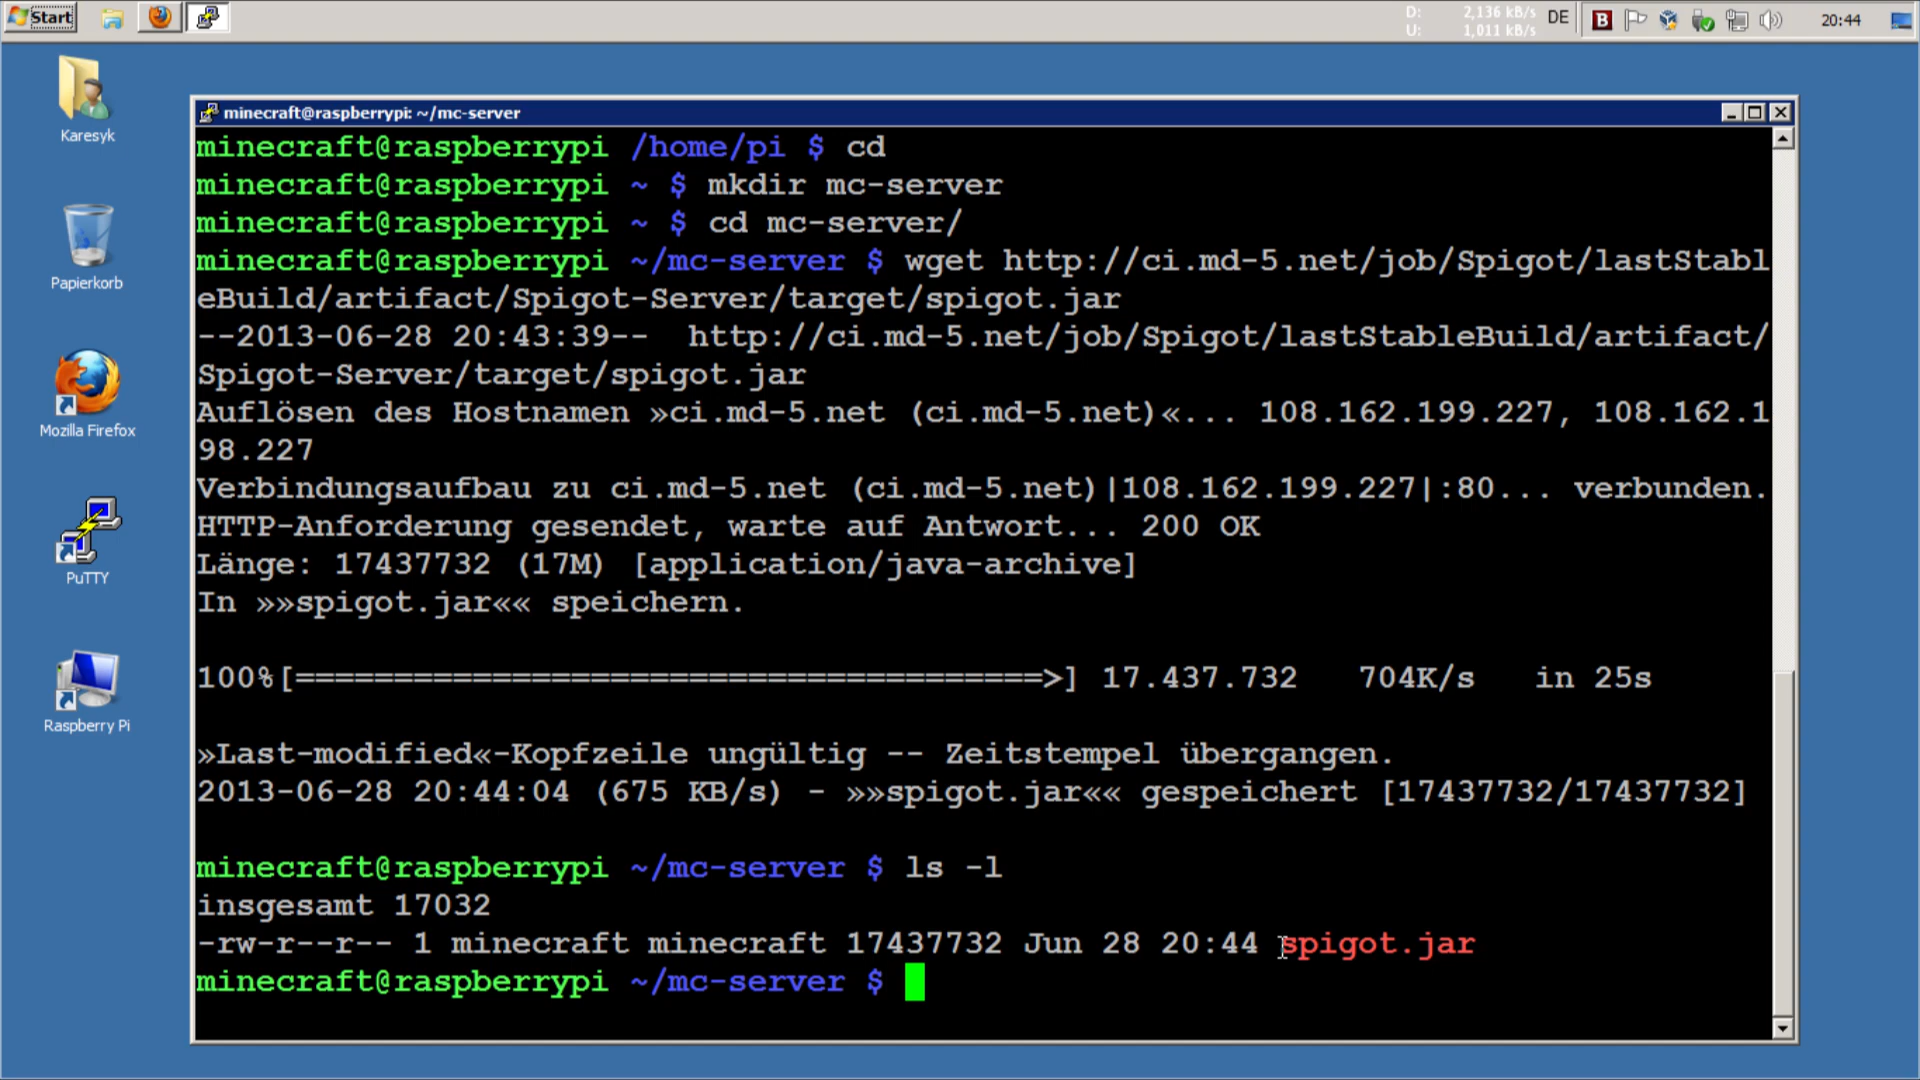 Start
D: 2,136 kB/s
U: 1,011 kB/s
DE
B
20:44
Karesyk
Papierkorb
Mozilla Firefox
PuTTY
Raspberry Pi
minecraft@raspberrypi: ~/mc-server
minecraft@raspberrypi /home/pi $ cd
minecraft@raspberrypi ~ $ mkdir mc-server
minecraft@raspberrypi ~ $ cd mc-server/
minecraft@raspberrypi ~/mc-server $ wget http://ci.md-5.net/job/Spigot/lastStabl
eBuild/artifact/Spigot-Server/target/spigot.jar
--2013-06-28 20:43:39--  http://ci.md-5.net/job/Spigot/lastStableBuild/artifact/
Spigot-Server/target/spigot.jar
Auflösen des Hostnamen »ci.md-5.net (ci.md-5.net)«... 108.162.199.227, 108.162.1
98.227
Verbindungsaufbau zu ci.md-5.net (ci.md-5.net)|108.162.199.227|:80... verbunden.
HTTP-Anforderung gesendet, warte auf Antwort... 200 OK
Länge: 17437732 (17M) [application/java-archive]
In »»spigot.jar«« speichern.
100%[======================================>] 17.437.732   704K/s   in 25s
»Last-modified«-Kopfzeile ungültig -- Zeitstempel übergangen.
2013-06-28 20:44:04 (675 KB/s) - »»spigot.jar«« gespeichert [17437732/17437732]
minecraft@raspberrypi ~/mc-server $ ls -l
insgesamt 17032
-rw-r--r-- 1 minecraft minecraft 17437732 Jun 28 20:44 spigot.jar
minecraft@raspberrypi ~/mc-server $